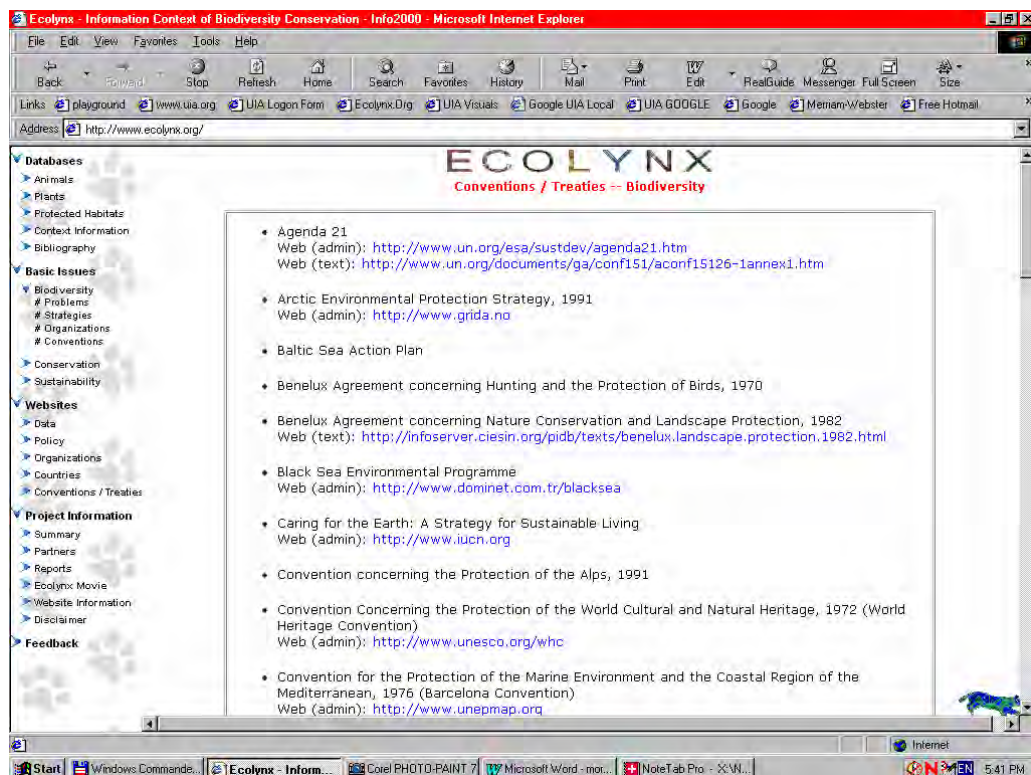 Ecolynx - Information Context of Biodiversity Conservation - Info2000 - Microsoft Internet Explorer
File Edit View Favorites Tools Help
Back Forward Stop Refresh Home Search Favorites History Mail Print Edit RealGuide Messenger Full Screen Size
Links playground www.uia.org UIA Logon Form Ecolynx.Org UIA Visuals Google UIA Local UIA GOOGLE Google Merriam-Webster Free Hotmail
Address http://www.ecolynx.org/
Databases
Animals
Plants
Protected Habitats
Context Information
Bibliography
Basic Issues
Biodiversity
# Problems
# Strategies
# Organizations
# Conventions
Conservation
Sustainability
Websites
Data
Policy
Organizations
Countries
Conventions / Treaties
Project Information
Summary
Partners
Reports
Ecolynx Movie
Website Information
Disclaimer
Feedback
ECOLYNX
Conventions / Treaties -- Biodiversity
• Agenda 21
Web (admin): http://www.un.org/esa/sustdev/agenda21.htm
Web (text): http://www.un.org/documents/ga/conf151/aconf15126-1annex1.htm
• Arctic Environmental Protection Strategy, 1991
Web (admin): http://www.grida.no
• Baltic Sea Action Plan
• Benelux Agreement concerning Hunting and the Protection of Birds, 1970
• Benelux Agreement concerning Nature Conservation and Landscape Protection, 1982
Web (text): http://infoserver.ciesin.org/pidb/texts/benelux.landscape.protection.1982.html
• Black Sea Environmental Programme
Web (admin): http://www.dominet.com.tr/blacksea
• Caring for the Earth: A Strategy for Sustainable Living
Web (admin): http://www.iucn.org
• Convention concerning the Protection of the Alps, 1991
• Convention Concerning the Protection of the World Cultural and Natural Heritage, 1972 (World
Heritage Convention)
Web (admin): http://www.unesco.org/whc
• Convention for the Protection of the Marine Environment and the Coastal Region of the
Mediterranean, 1976 (Barcelona Convention)
Web (admin): http://www.unepmap.org
Internet
Start Windows Commande... Ecolynx - Inform... Corel PHOTO-PAINT 7 Microsoft Word - mor... NoteTab Pro - X:\N... EN 5:41 PM